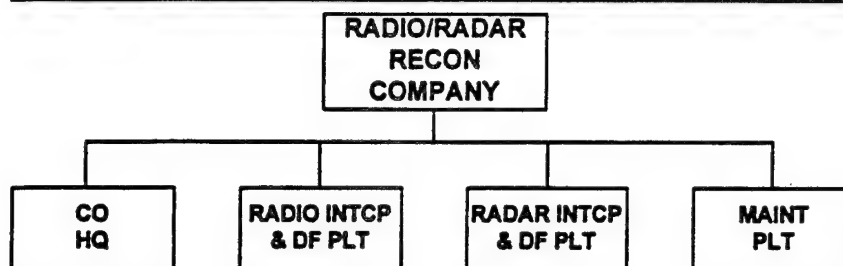 RADIO/RADAR
RECON
COMPANY
CO
HQ
RADIO INTCP
& DF PLT
RADAR INTCP
& DF PLT
MAINT
PLT